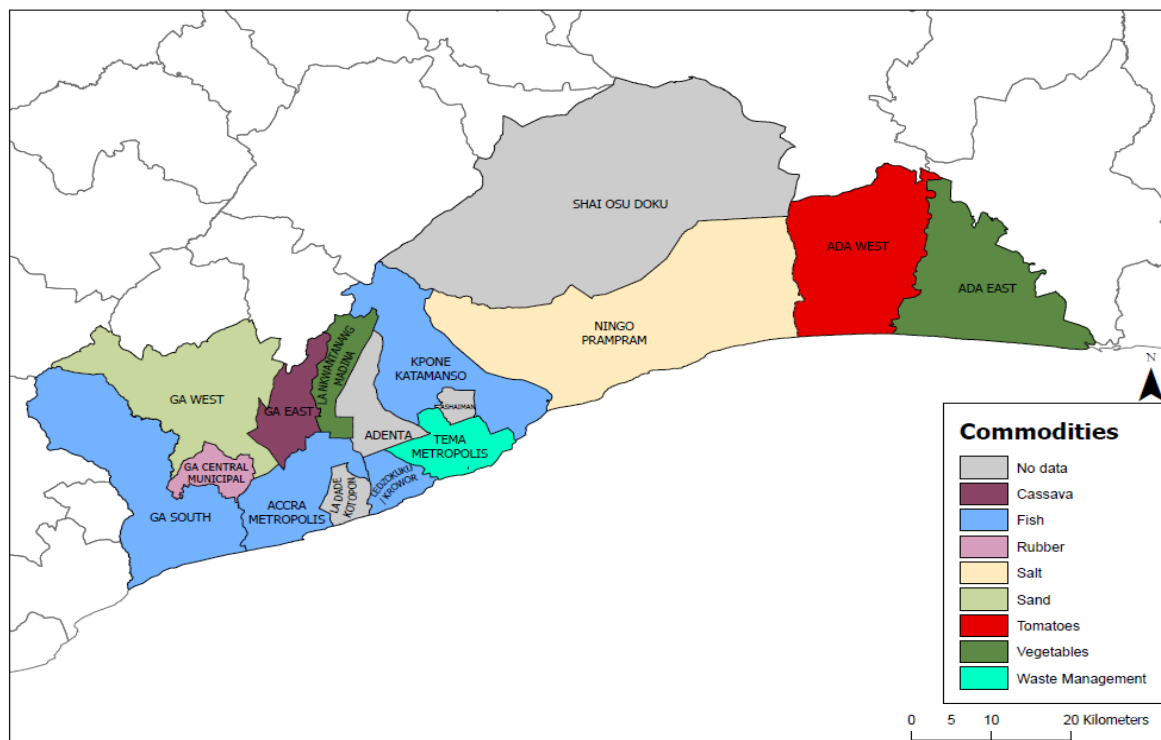 SHAI OSU DOKU
ADA WEST
ADA EAST
NINGO
PRAMPRAM
KPONE
KATAMANSO
LA NKWANTANANG
MADINA
GA WEST
GA EAST
ASHAIMAN
ADENTA
TEMA
METROPOLIS
GA CENTRAL
MUNICIPAL
LEDZOKUKU
/ KROWOR
LA DADE
KOTOPON
ACCRA
METROPOLIS
GA SOUTH
N
Commodities
No data
Cassava
Fish
Rubber
Salt
Sand
Tomatoes
Vegetables
Waste Management
0 5 10 20 Kilometers